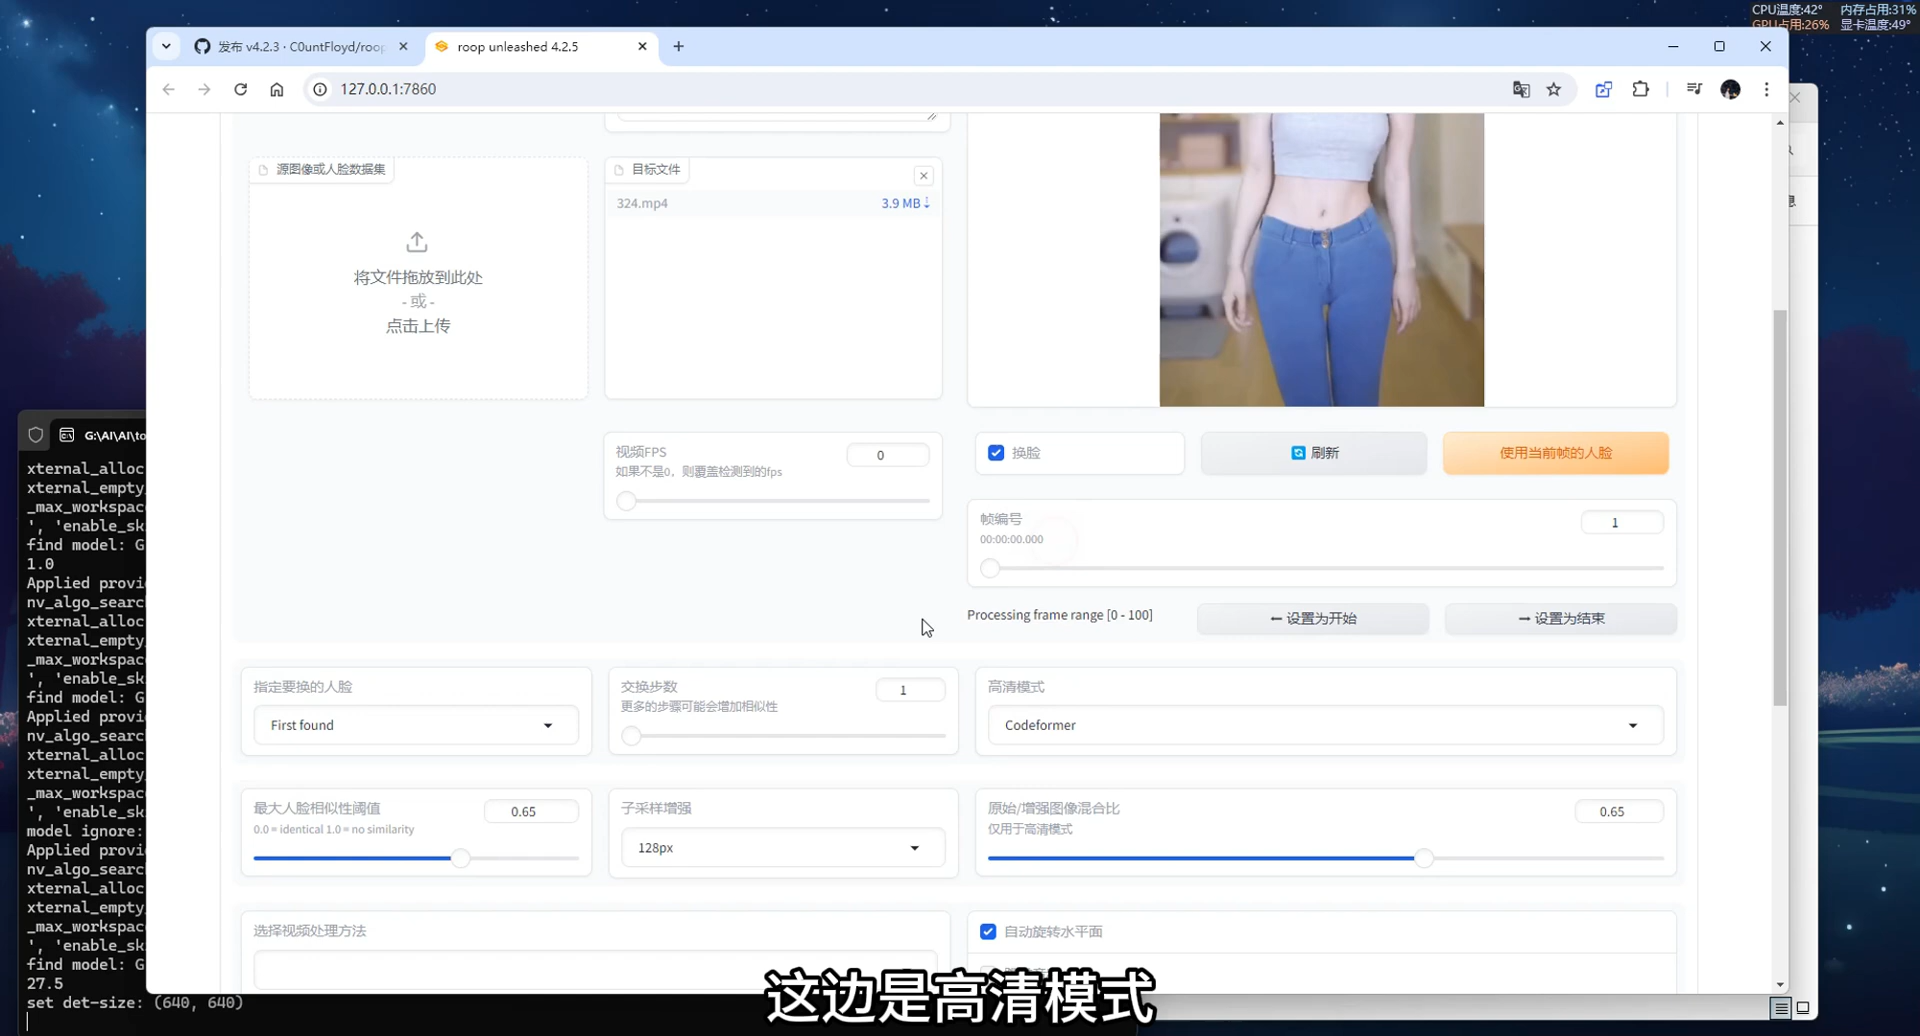 CPU温度:42° 内存占用:31%
GPU占用:26% 显卡温度:49°
发布 v4.2.3 · C0untFloyd/roop
roop unleashed 4.2.5
127.0.0.1:7860
源图像或人脸数据集
将文件拖放到此处
- 或 -
点击上传
目标文件
324.mp4
3.9 MB↓
视频FPS
0
如果不是0，则覆盖检测到的fps
换脸
刷新
使用当前帧的人脸
帧编号
1
00:00:00.000
Processing frame range [0 - 100]
←设置为开始
→设置为结束
指定要换的人脸
First found
交换步数
1
更多的步骤可能会增加相似性
高清模式
Codeformer
最大人脸相似性阈值
0.65
0.0 = identical 1.0 = no similarity
子采样增强
128px
原始/增强图像混合比
0.65
仅用于高清模式
选择视频处理方法
自动旋转水平面
G:\AI\AI\to
xternal_alloc
xternal_empty
_max_workspac
', 'enable_sk
find model: G
1.0
Applied provi
nv_algo_searc
xternal_alloc
xternal_empty
_max_workspac
', 'enable_sk
find model: G
Applied provi
nv_algo_searc
xternal_alloc
xternal_empty
_max_workspac
', 'enable_sk
model ignore:
Applied provi
nv_algo_searc
xternal_alloc
xternal_empty
_max_workspac
', 'enable_sk
find model: G
27.5
set det-size: (640, 640)
这边是高清模式